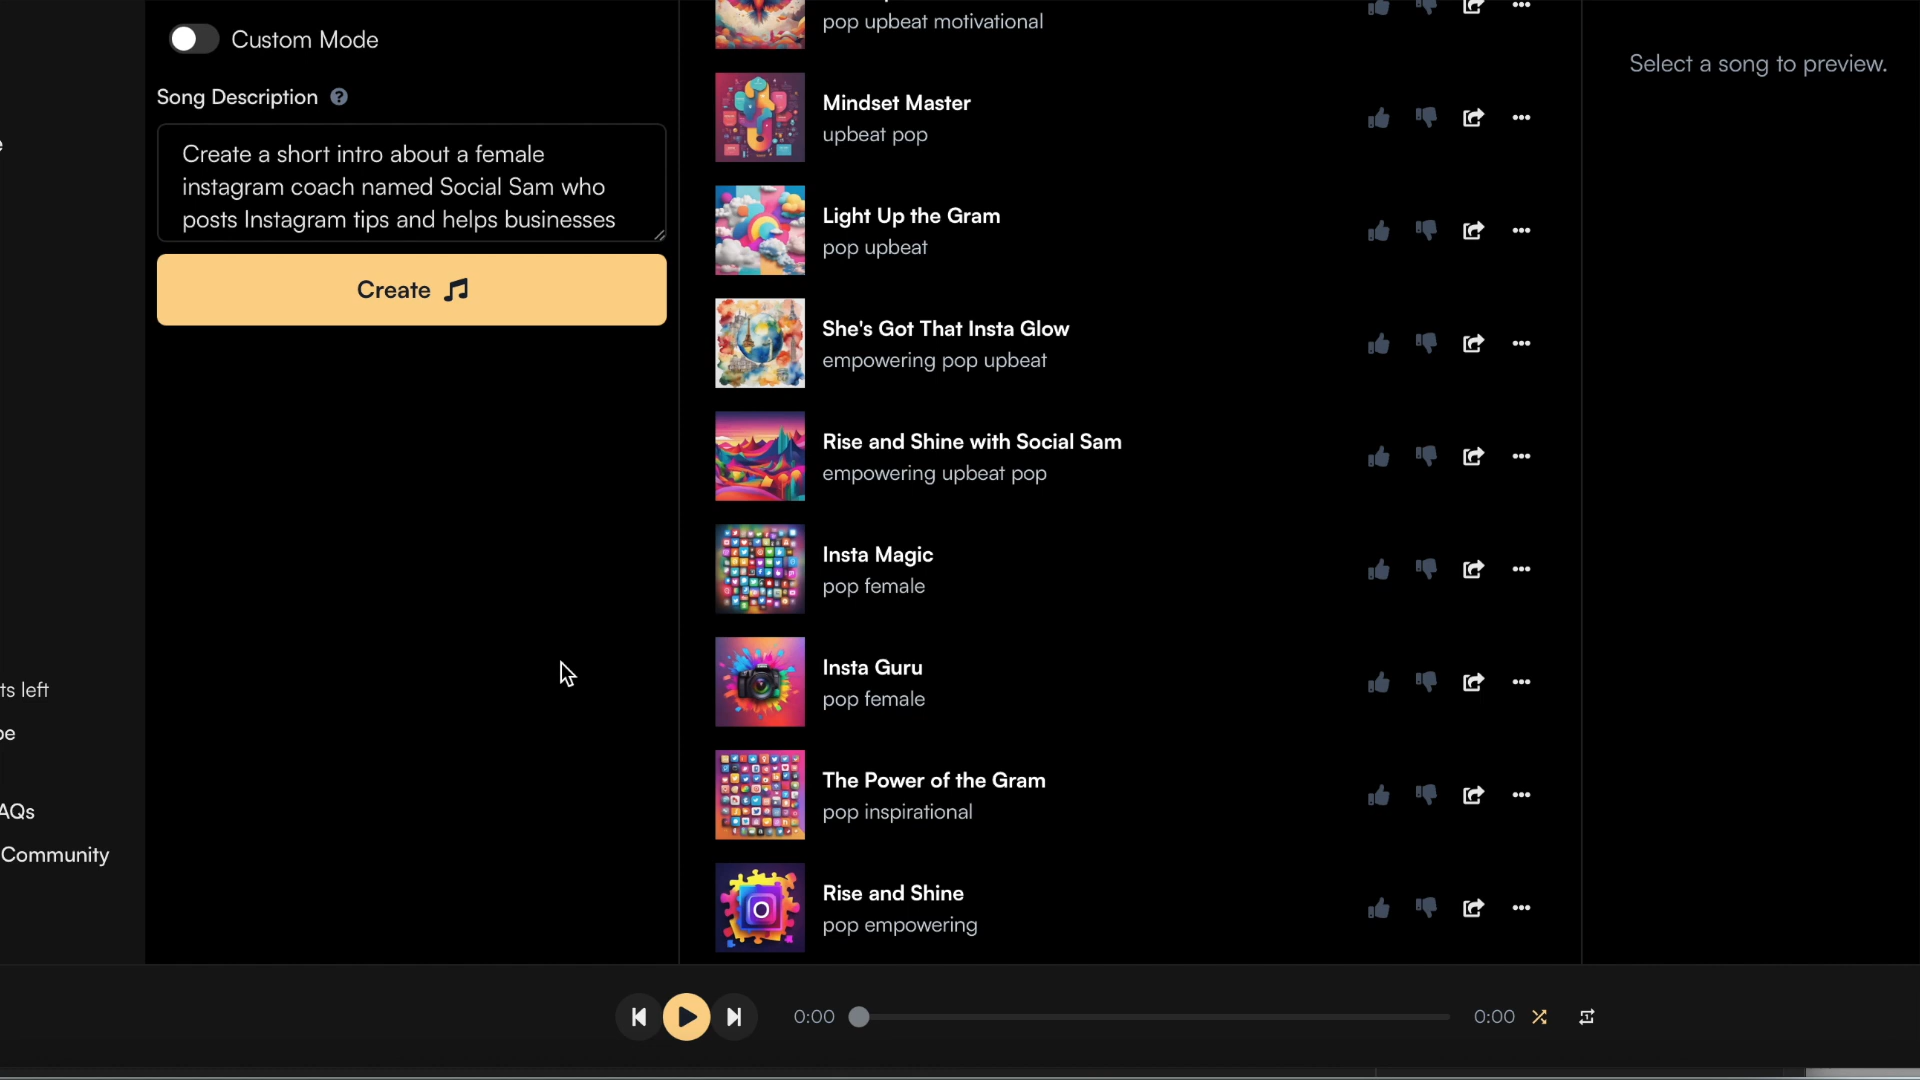 Custom Mode
Song Description
Create a short intro about a female
instagram coach named Social Sam who
posts Instagram tips and helps businesses
Create
ts left
AQs
Community
pop upbeat motivational
Mindset Master
upbeat pop
Light Up the Gram
pop upbeat
She's Got That Insta Glow
empowering pop upbeat
Rise and Shine with Social Sam
empowering upbeat pop
Insta Magic
pop female
Insta Guru
pop female
The Power of the Gram
pop inspirational
Rise and Shine
pop empowering
Select a song to preview.
0:00
0:00